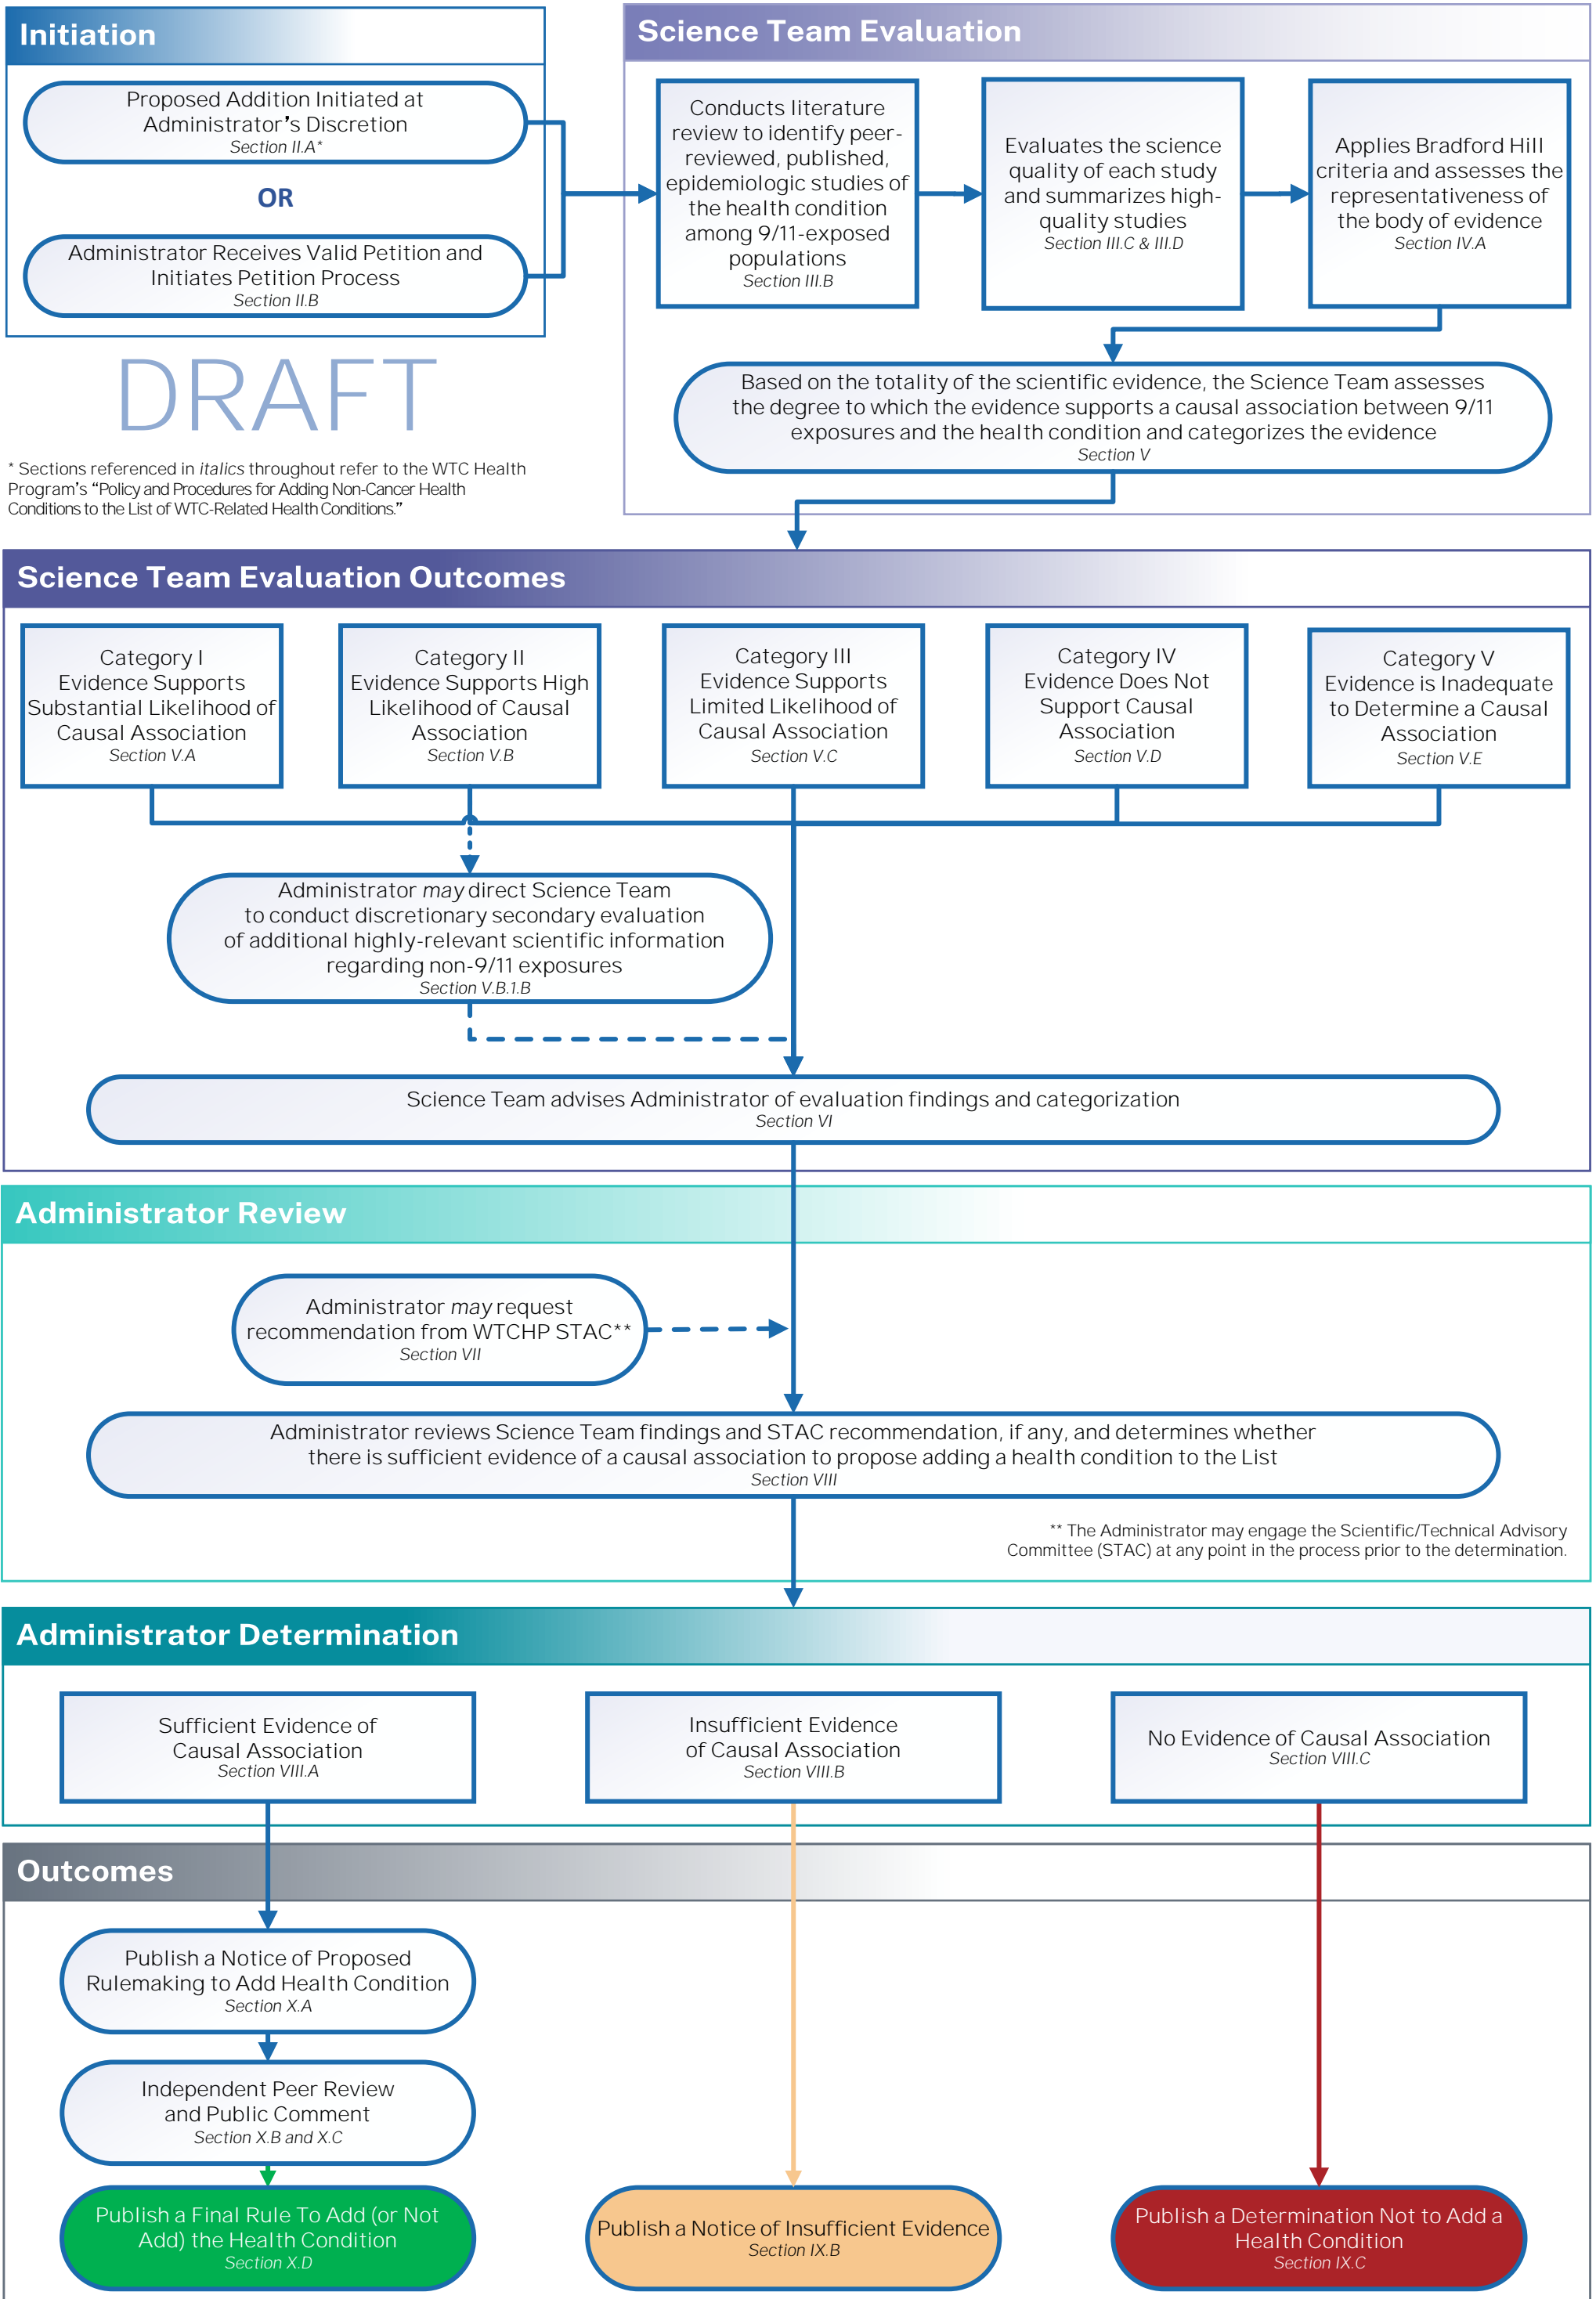 Initiation
Proposed Addition Initiated at
Administrator’s Discretion
Section II.A*
OR
Administrator Receives Valid Petition and
Initiates Petition Process
Section II.B
DRAFT
* Sections referenced in italics throughout refer to the WTC Health
Program’s “Policy and Procedures for Adding Non-Cancer Health
Conditions to the List of WTC-Related Health Conditions.”
Science Team Evaluation
Conducts literature
review to identify peer-
reviewed, published,
epidemiologic studies of
the health condition
among 9/11-exposed
populations
Section III.B
Evaluates the science
quality of each study
and summarizes high-
quality studies
Section III.C & III.D
Applies Bradford Hill
criteria and assesses the
representativeness of
the body of evidence
Section IV.A
Based on the totality of the scientific evidence, the Science Team assesses
the degree to which the evidence supports a causal association between 9/11
exposures and the health condition and categorizes the evidence
Section V
Science Team Evaluation Outcomes
Category I
Evidence Supports
Substantial Likelihood of
Causal Association
Section V.A
Category II
Evidence Supports High
Likelihood of Causal
Association
Section V.B
Category III
Evidence Supports
Limited Likelihood of
Causal Association
Section V.C
Category IV
Evidence Does Not
Support Causal
Association
Section V.D
Category V
Evidence is Inadequate
to Determine a Causal
Association
Section V.E
Administrator may direct Science Team
to conduct discretionary secondary evaluation
of additional highly-relevant scientific information
regarding non-9/11 exposures
Section V.B.1.B
Science Team advises Administrator of evaluation findings and categorization
Section VI
Administrator Review
Administrator may request
recommendation from WTCHP STAC**
Section VII
Administrator reviews Science Team findings and STAC recommendation, if any, and determines whether
there is sufficient evidence of a causal association to propose adding a health condition to the List
Section VIII
** The Administrator may engage the Scientific/Technical Advisory
Committee (STAC) at any point in the process prior to the determination.
Administrator Determination
Sufficient Evidence of
Causal Association
Section VIII.A
Insufficient Evidence
of Causal Association
Section VIII.B
No Evidence of Causal Association
Section VIII.C
Outcomes
Publish a Notice of Proposed
Rulemaking to Add Health Condition
Section X.A
Independent Peer Review
and Public Comment
Section X.B and X.C
Publish a Final Rule To Add (or Not
Add) the Health Condition
Section X.D
Publish a Notice of Insufficient Evidence
Section IX.B
Publish a Determination Not to Add a
Health Condition
Section IX.C